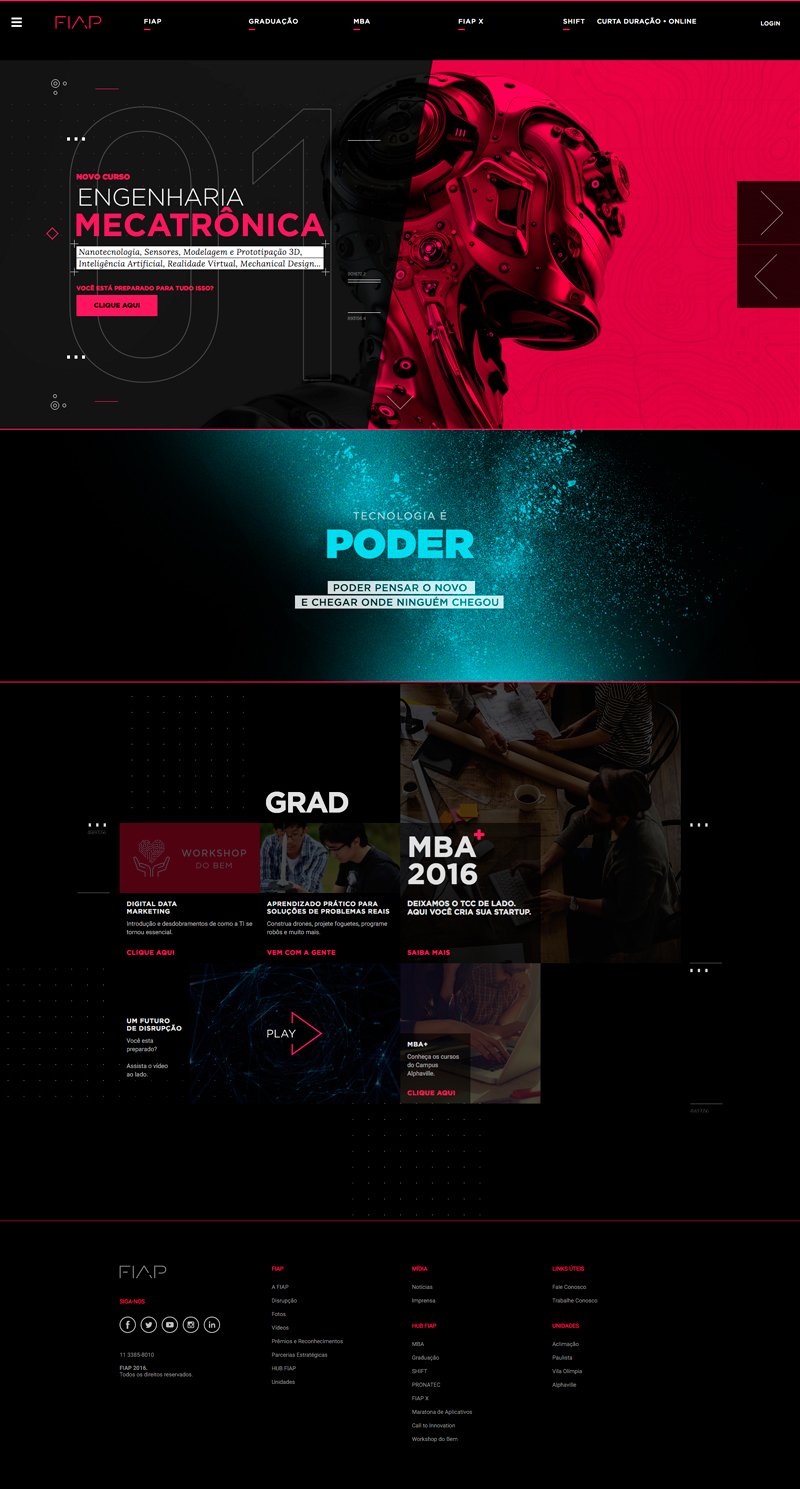 FIAP
FIAP
GRADUAÇÃO
MBA
FIAP X
SHIFT
CURTA DURAÇÃO • ONLINE
LOGIN
01
NOVO CURSO
ENGENHARIA
MECATRÔNICA
Nanotecnologia, Sensores, Modelagem e Prototipação 3D,
Inteligência Artificial, Realidade Virtual, Mechanical Design...
VOCÊ ESTÁ PREPARADO PARA TUDO ISSO?
CLIQUE AQUI
TECNOLOGIA É
PODER
PODER PENSAR O NOVO
E CHEGAR ONDE NINGUÉM CHEGOU
GRAD
WORKSHOP
DO BEM
MBA+
2016
DIGITAL DATA
MARKETING
Introdução e desdobramentos de como a TI se
tornou essencial.
CLIQUE AQUI
APRENDIZADO PRÁTICO PARA
SOLUÇÕES DE PROBLEMAS REAIS
Construa drones, projete foguetes, programe
robôs e muito mais.
VEM COM A GENTE
DEIXAMOS O TCC DE LADO.
AQUI VOCÊ CRIA SUA STARTUP.
SAIBA MAIS
UM FUTURO
DE DISRUPÇÃO
Você esta
preparado?
Assista o vídeo
ao lado.
PLAY
MBA+
Conheça os cursos
do Campus
Alphaville.
CLIQUE AQUI
FIAP
SIGA-NOS
11 3385-8010
FIAP 2016.
Todos os direitos reservados.
FIAP
A FIAP
Disrupção
Fotos
Vídeos
Prêmios e Reconhecimentos
Parcerias Estratégicas
HUB FIAP
Unidades
MÍDIA
Notícias
Imprensa
HUB FIAP
MBA
Graduação
SHIFT
PRONATEC
FIAP X
Maratona de Aplicativos
Call to Innovation
Workshop do Bem
LINKS ÚTEIS
Fale Conosco
Trabalhe Conosco
UNIDADES
Aclimação
Paulista
Vila Olímpia
Alphaville